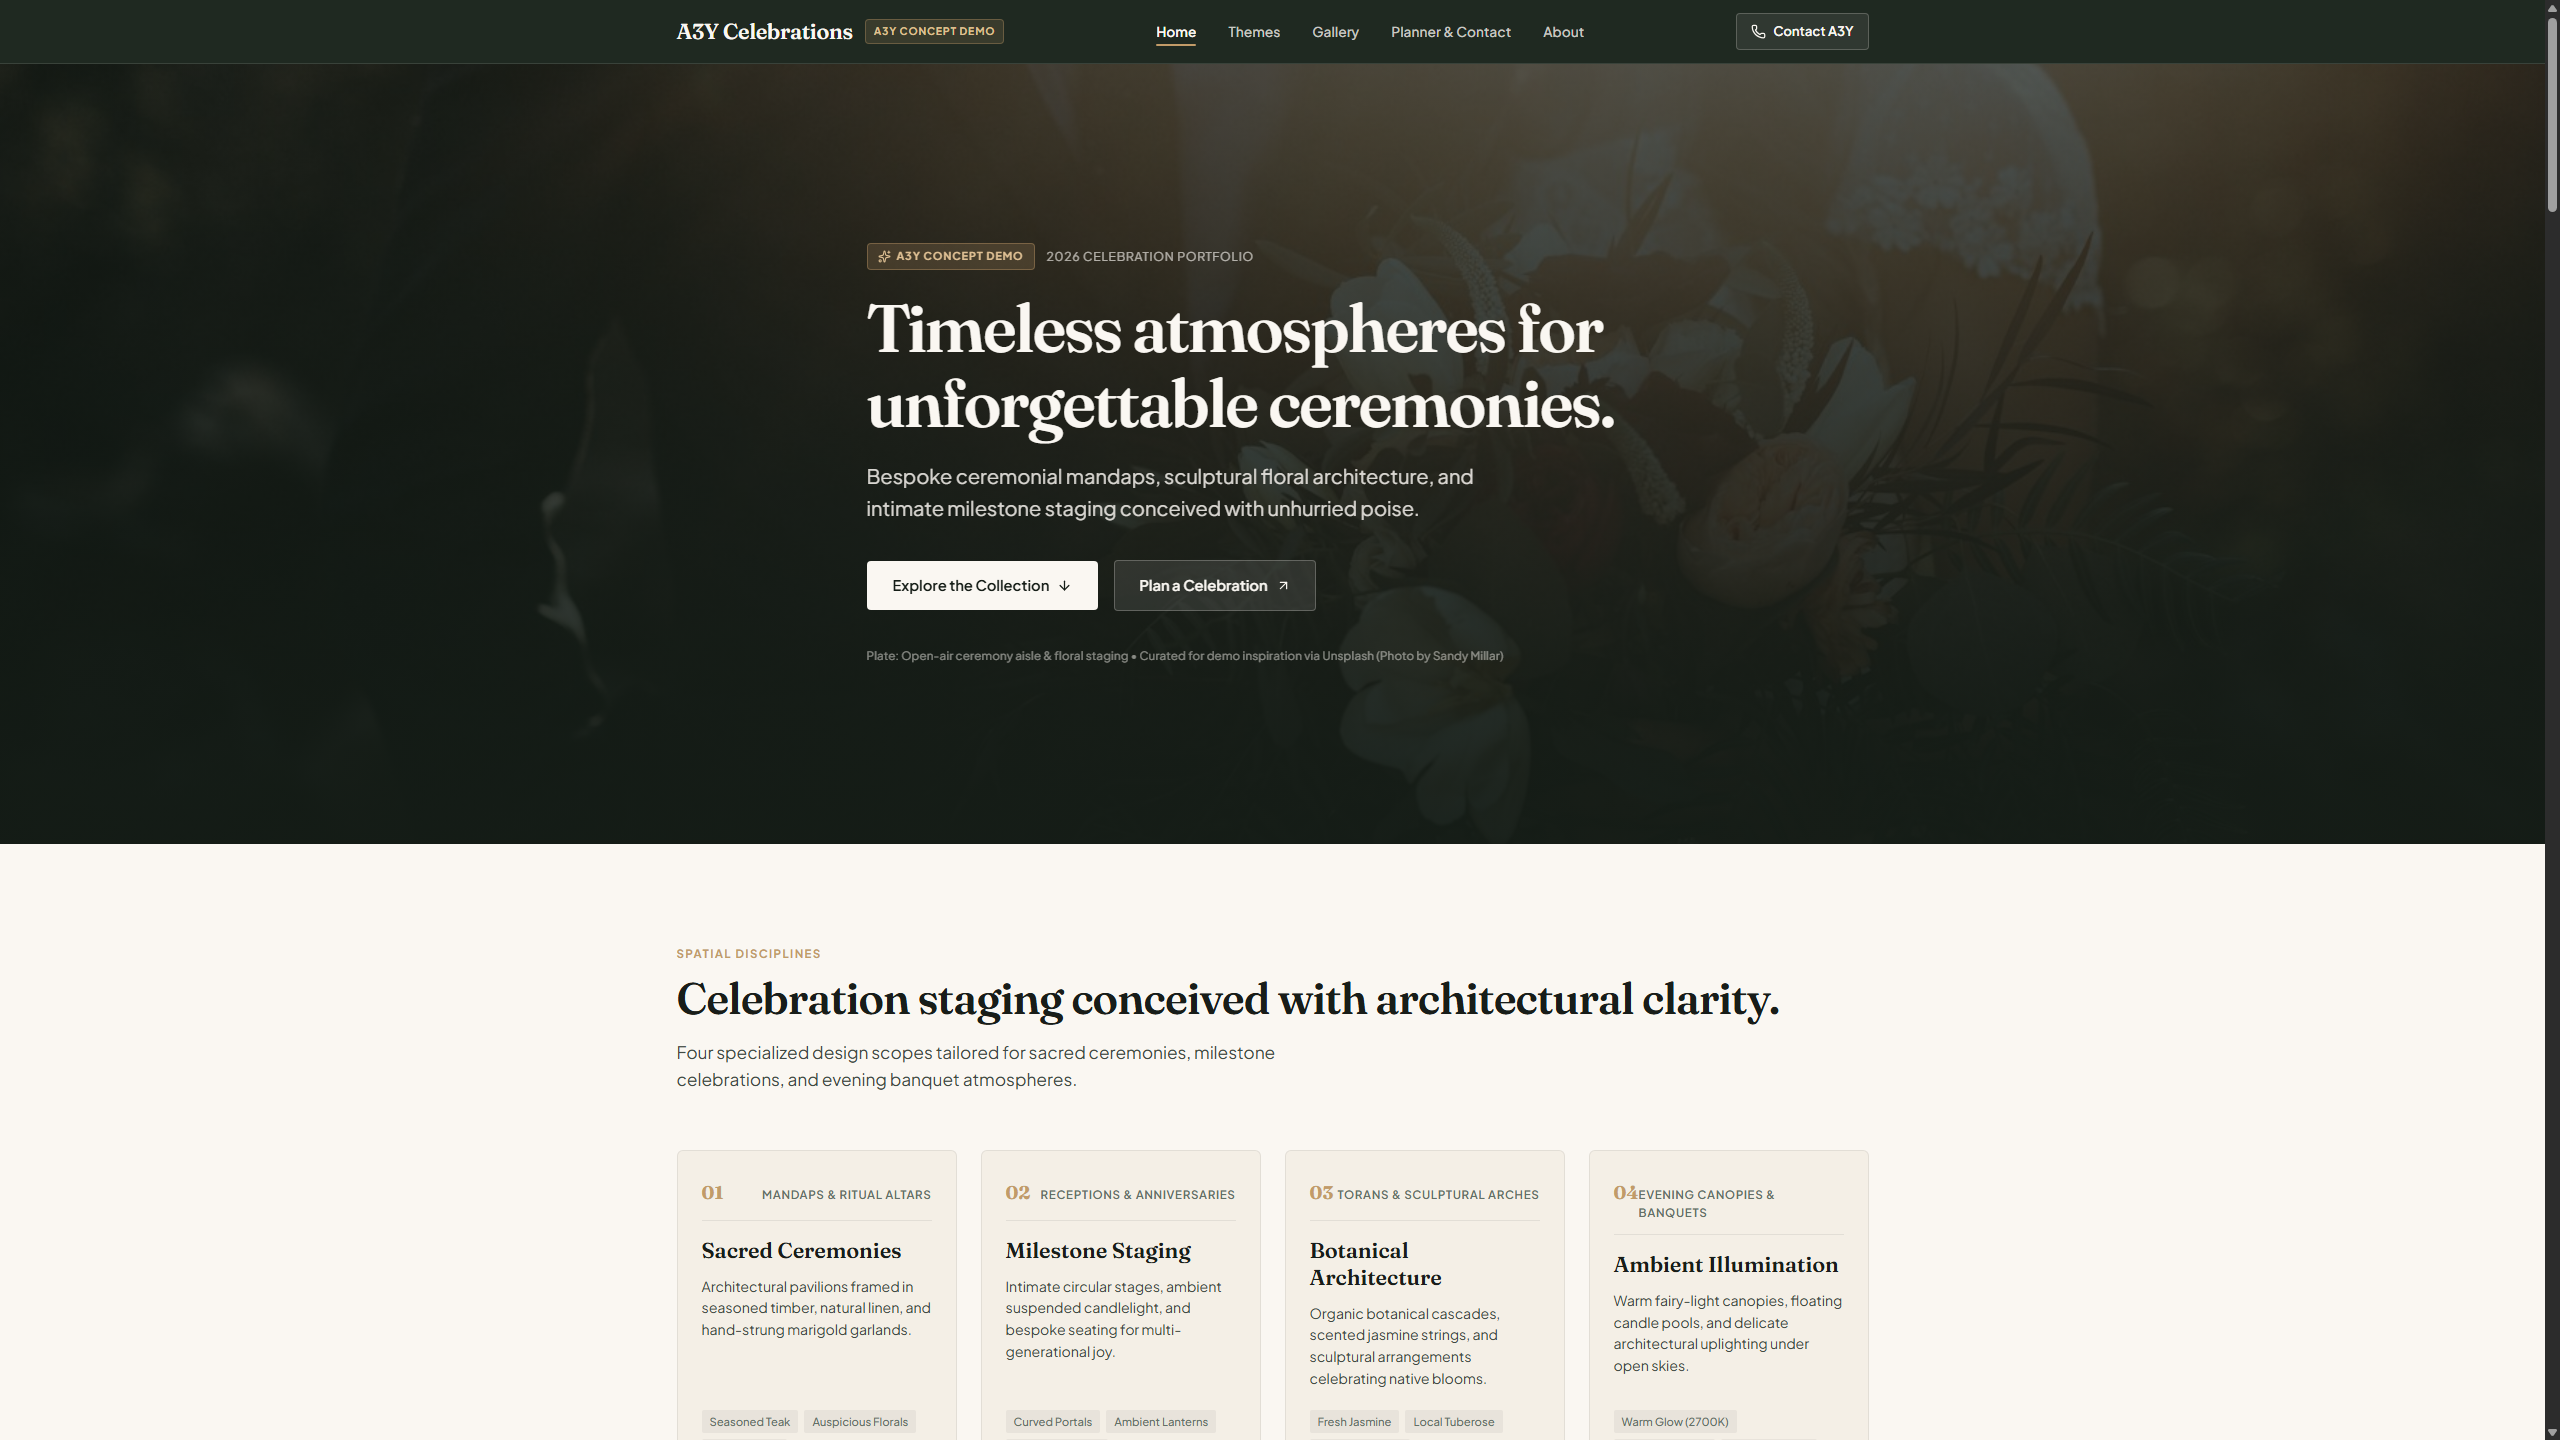 A3Y Celebrations
A3Y CONCEPT DEMO
Home
Themes
Gallery
Planner & Contact
About
Contact A3Y
A3Y CONCEPT DEMO
2026 CELEBRATION PORTFOLIO
Timeless atmospheres for
unforgettable ceremonies.
Bespoke ceremonial mandaps, sculptural floral architecture, and
intimate milestone staging conceived with unhurried poise.
Explore the Collection
Plan a Celebration
Plate: Open-air ceremony aisle & floral staging • Curated for demo inspiration via Unsplash (Photo by Sandy Millar)
SPATIAL DISCIPLINES
Celebration staging conceived with architectural clarity.
Four specialized design scopes tailored for sacred ceremonies, milestone
celebrations, and evening banquet atmospheres.
01
MANDAPS & RITUAL ALTARS
Sacred Ceremonies
Architectural pavilions framed in
seasoned timber, natural linen, and
hand-strung marigold garlands.
Seasoned Teak
Auspicious Florals
02
RECEPTIONS & ANNIVERSARIES
Milestone Staging
Intimate circular stages, ambient
suspended candlelight, and
bespoke seating for multi-
generational joy.
Curved Portals
Ambient Lanterns
03
TORANS & SCULPTURAL ARCHES
Botanical
Architecture
Organic botanical cascades,
scented jasmine strings, and
sculptural arrangements
celebrating native blooms.
Fresh Jasmine
Local Tuberose
04
EVENING CANOPIES &
BANQUETS
Ambient Illumination
Warm fairy-light canopies, floating
candle pools, and delicate
architectural uplighting under
open skies.
Warm Glow (2700K)